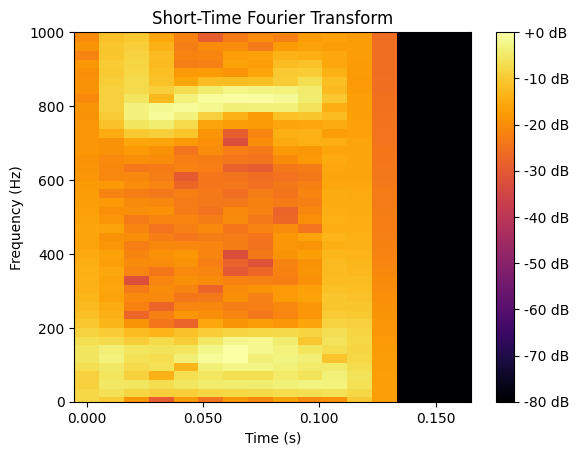 Short-Time Fourier Transform
Frequency (Hz)
1000
800
600
400
200
0
0.000
0.050
0.100
0.150
Time (s)
+0 dB
-10 dB
-20 dB
-30 dB
-40 dB
-50 dB
-60 dB
-70 dB
-80 dB